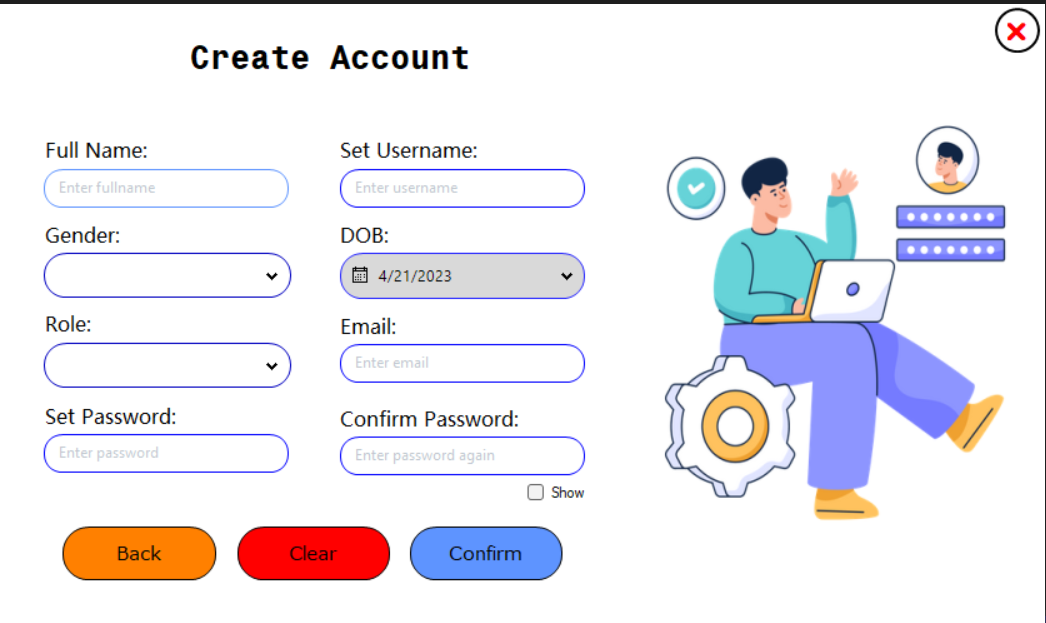 Create Account
Full Name:
Set Username:
Enter fullname
Enter username
Gender:
DOB:
4/21/2023
Role:
Email:
Enter email
Set Password:
Confirm Password:
Enter password
Enter password again
Show
Back
Clear
Confirm